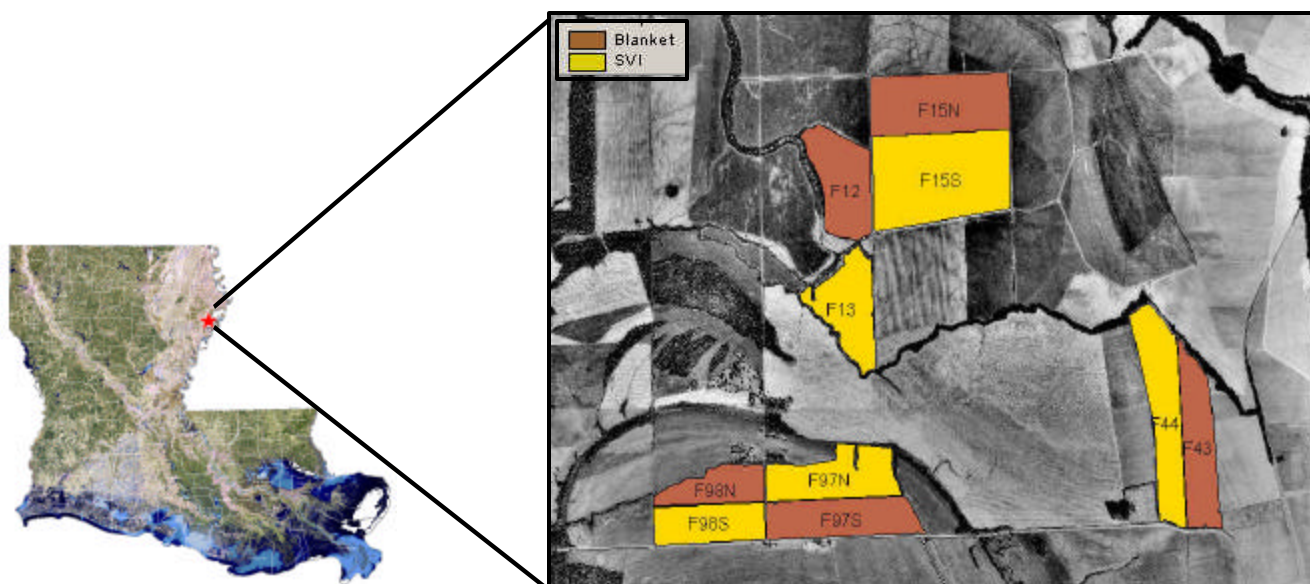 Blanket
SVI
F15N
F15S
F12
F13
F44
F43
F98N
F97N
F98S
F97S